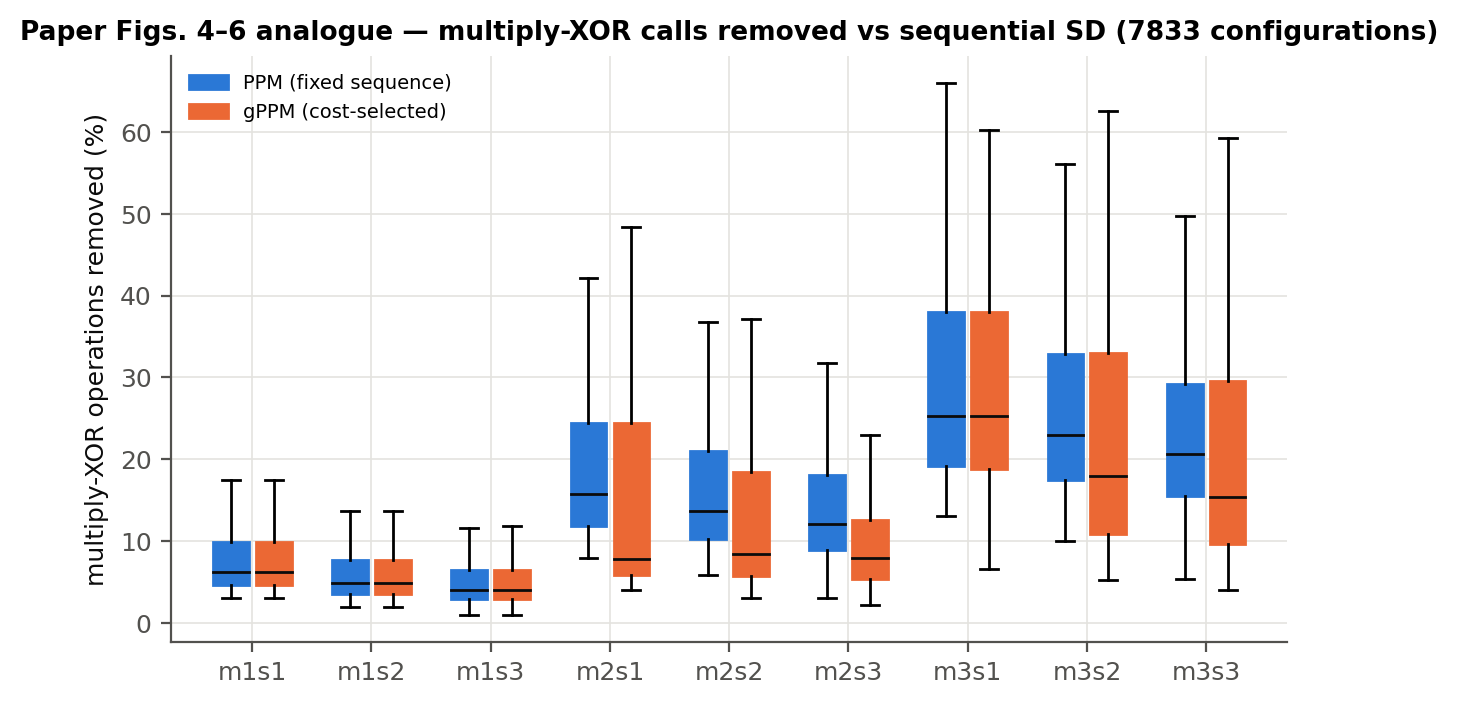 Paper Figs. 4–6 analogue — multiply-XOR calls removed vs sequential SD (7833 configurations)
PPM (fixed sequence)
gPPM (cost-selected)
multiply-XOR operations removed (%)
60
50
40
30
20
10
0
m1s1 m1s2 m1s3 m2s1 m2s2 m2s3 m3s1 m3s2 m3s3